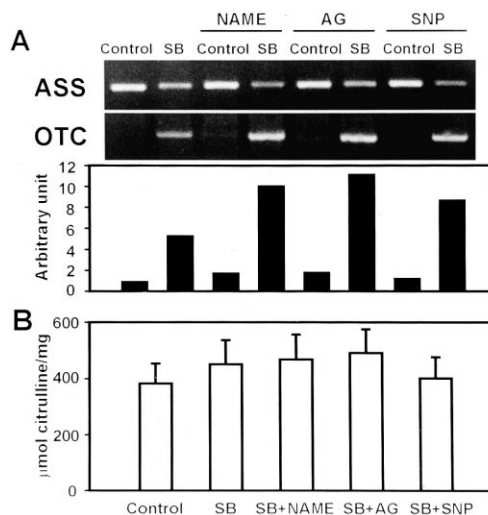 NAME AG SNP
A Control SB Control SB Control SB Control SB
ASS
OTC
12
10
8
6
4
2
0
Arbitrary unit
B
600
400
200
0
µmol citrulline/mg
Control SB SB+NAME SB+AG SB+SNP